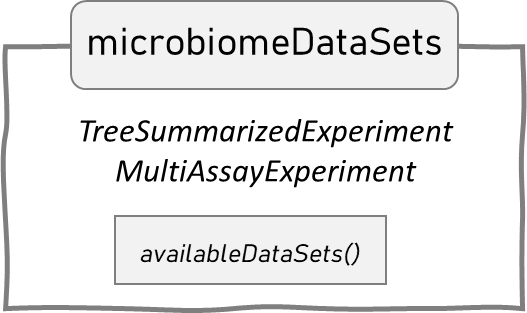 microbiomeDataSets
TreeSummarizedExperiment
MultiAssayExperiment
availableDataSets()